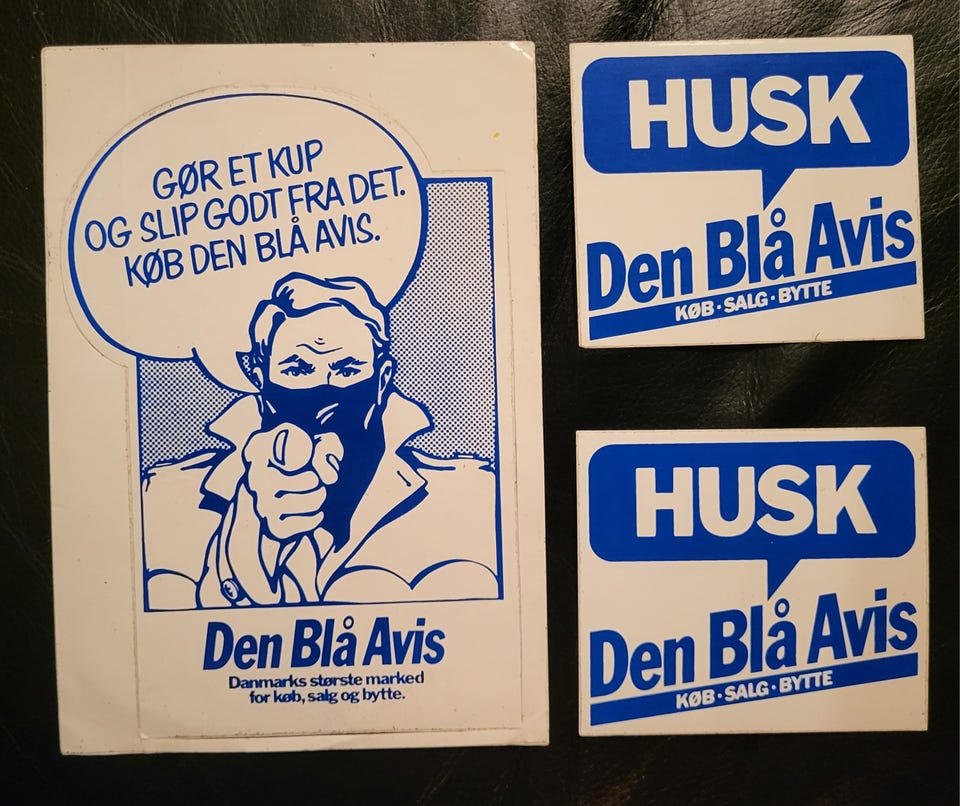 GØR ET KUP
OG SLIP GODT FRA DET.
KØB DEN BLÅ AVIS.
Den Blå Avis
Danmarks største marked
for køb, salg og bytte.
HUSK
Den Blå Avis
KØB · SALG · BYTTE
HUSK
Den Blå Avis
KØB · SALG · BYTTE